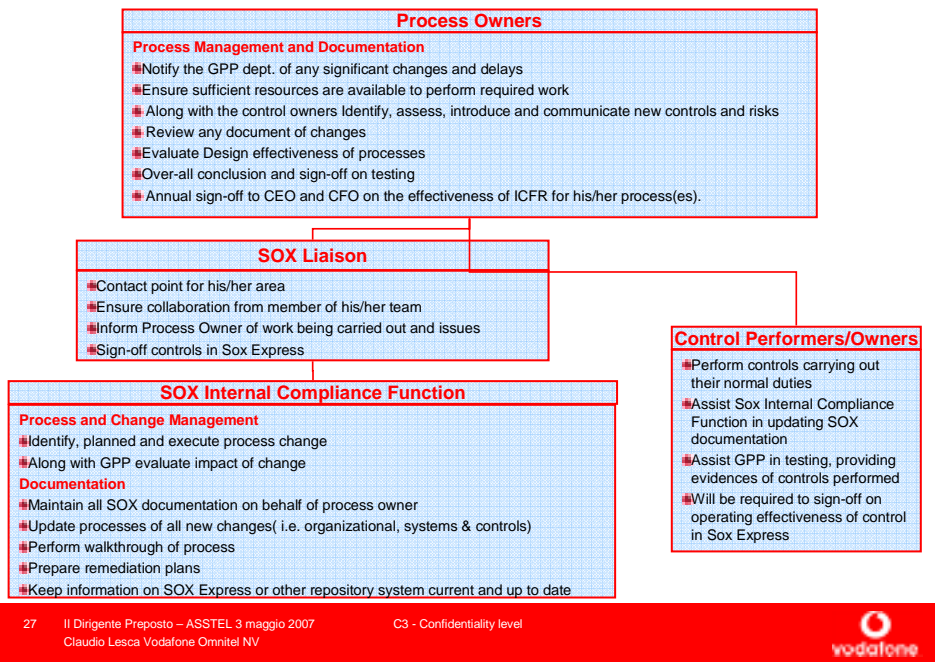 Process Owners
Process Management and Documentation
Notify the GPP dept. of any significant changes and delays
Ensure sufficient resources are available to perform required work
Along with the control owners Identify, assess, introduce and communicate new controls and risks
Review any document of changes
Evaluate Design effectiveness of processes
Over-all conclusion and sign-off on testing
Annual sign-off to CEO and CFO on the effectiveness of ICFR for his/her process(es).
SOX Liaison
Contact point for his/her area
Ensure collaboration from member of his/her team
Inform Process Owner of work being carried out and issues
Sign-off controls in Sox Express
SOX Internal Compliance Function
Process and Change Management
Identify, planned and execute process change
Along with GPP evaluate impact of change
Documentation
Maintain all SOX documentation on behalf of process owner
Update processes of all new changes( i.e. organizational, systems & controls)
Perform walkthrough of process
Prepare remediation plans
Keep information on SOX Express or other repository system current and up to date
Control Performers/Owners
Perform controls carrying out
their normal duties
Assist Sox Internal Compliance
Function in updating SOX
documentation
Assist GPP in testing, providing
evidences of controls performed
Will be required to sign-off on
operating effectiveness of control
in Sox Express
27 Il Dirigente Preposto – ASSTEL 3 maggio 2007 C3 - Confidentiality level
Claudio Lesca Vodafone Omnitel NV
vodafone